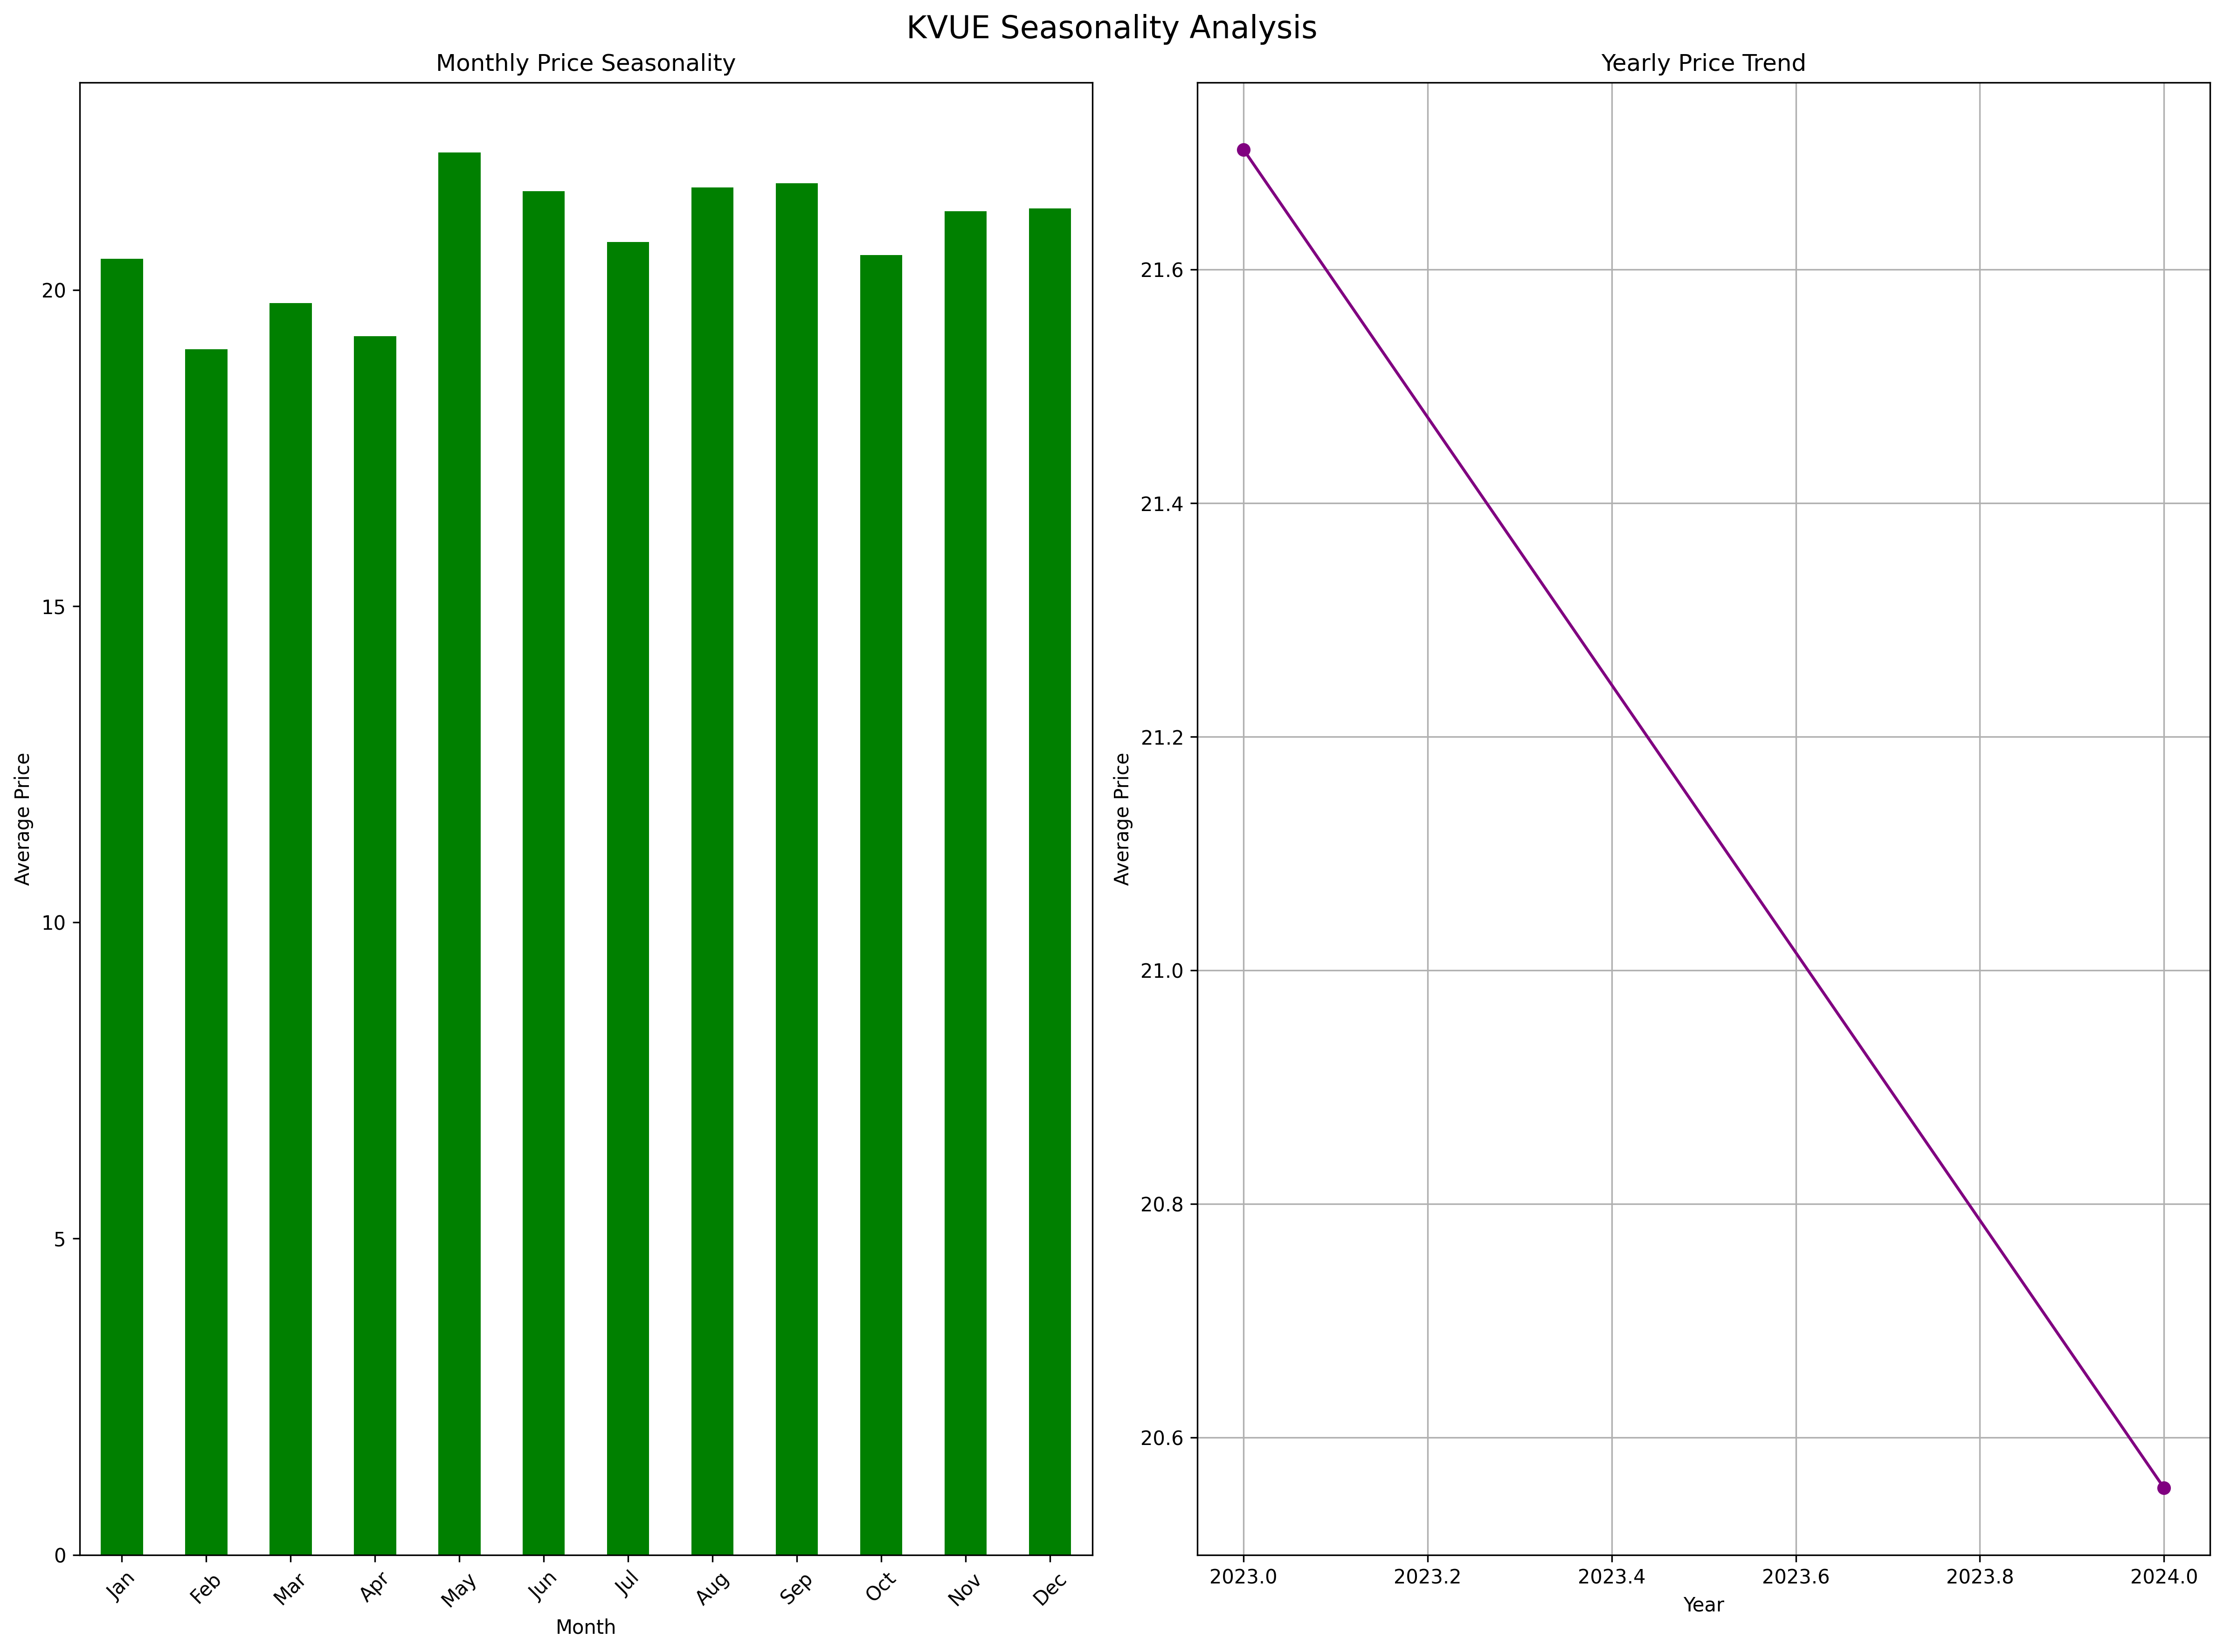 KVUE Seasonality Analysis
Monthly Price Seasonality
Average Price
20
15
10
5
0
Jan
Feb
Mar
Apr
May
Jun
Jul
Aug
Sep
Oct
Nov
Dec
Month
Yearly Price Trend
Average Price
21.6
21.4
21.2
21.0
20.8
20.6
2023.0
2023.2
2023.4
2023.6
2023.8
2024.0
Year